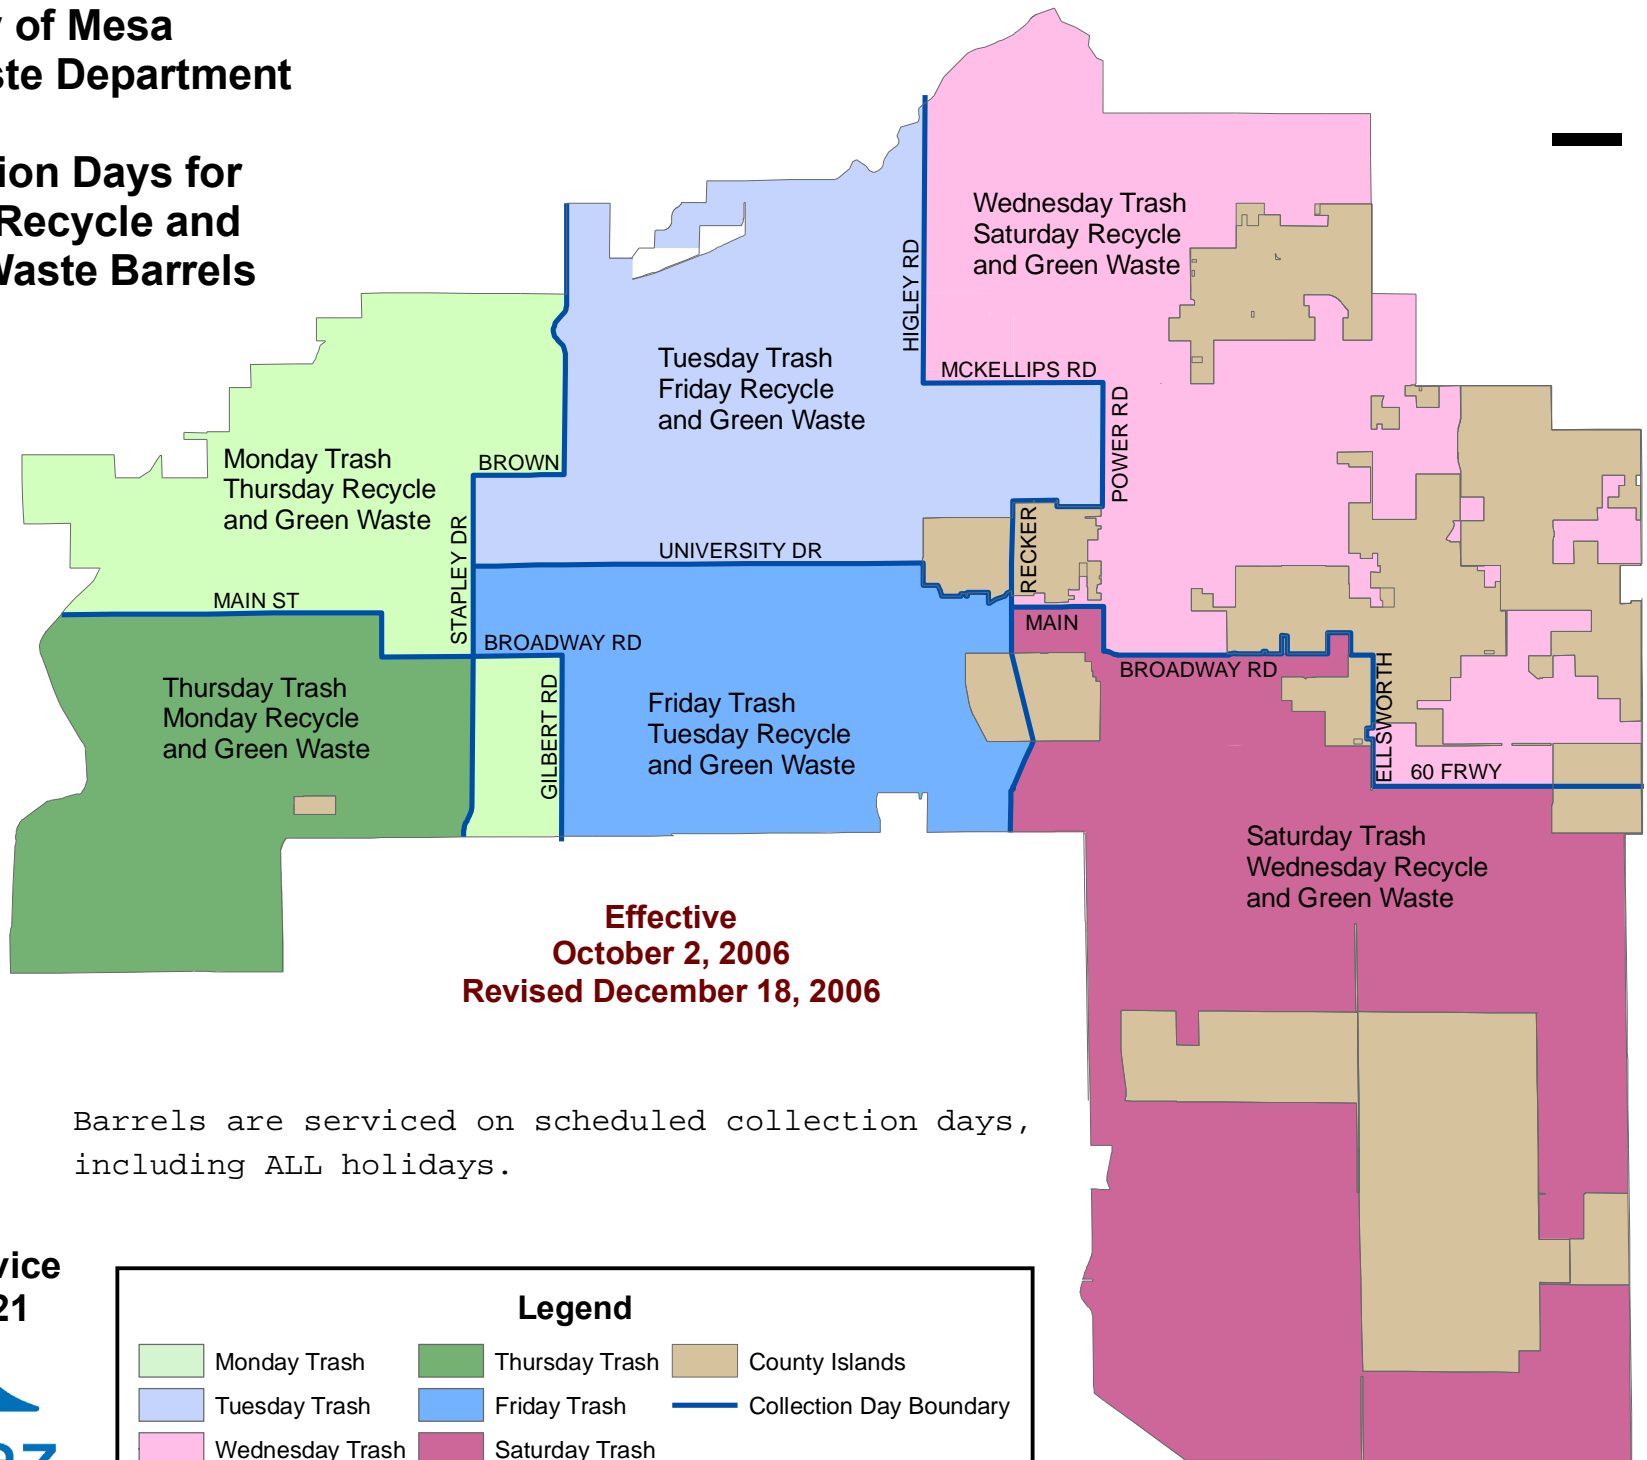 of Mesa
Department
Days for
Recycle and
Waste Barrels
Wednesday Trash
Saturday Recycle
and Green Waste
HIGLEY RD
MCKELLIPS RD
POWER RD
Tuesday Trash
Friday Recycle
and Green Waste
Monday Trash
Thursday Recycle
and Green Waste
BROWN
STAPLEY DR
UNIVERSITY DR
RECKER
MAIN ST
BROADWAY RD
MAIN
BROADWAY RD
ELLSWORTH
60 FRWY
Thursday Trash
Monday Recycle
and Green Waste
GILBERT RD
Friday Trash
Tuesday Recycle
and Green Waste
Saturday Trash
Wednesday Recycle
and Green Waste
Effective
October 2, 2006
Revised December 18, 2006
Barrels are serviced on scheduled collection days,
including ALL holidays.
21
Legend
Monday Trash
Thursday Trash
County Islands
Tuesday Trash
Friday Trash
Collection Day Boundary
Wednesday Trash
Saturday Trash